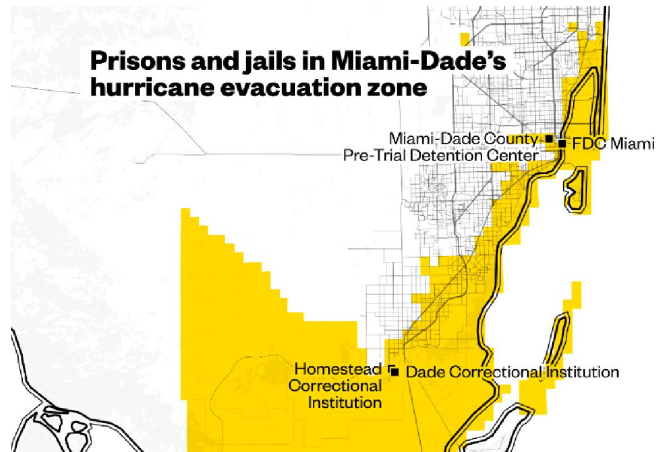 Prisons and jails in Miami-Dade's
hurricane evacuation zone
Miami-Dade County
Pre-Trial Detention Center
FDC Miami
Homestead
Correctional
Institution
Dade Correctional Institution